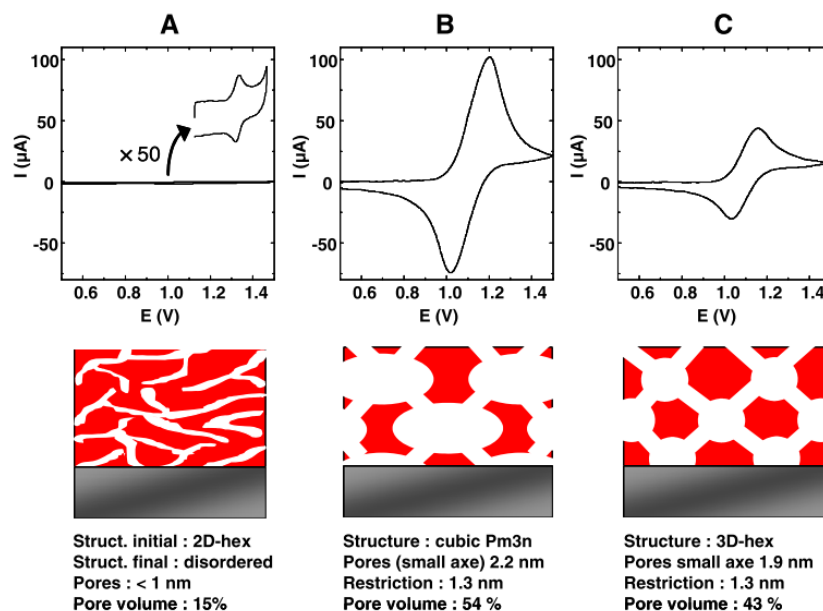 A B C
100
50
0
-50
I (µA)
× 50
0.6 0.8 1.0 1.2 1.4
E (V)
100
50
0
-50
I (µA)
0.6 0.8 1.0 1.2 1.4
E (V)
100
50
0
-50
I (µA)
0.6 0.8 1.0 1.2 1.4
E (V)
Struct. initial : 2D-hex
Struct. final : disordered
Pores : < 1 nm
Pore volume : 15%
Structure : cubic Pm3n
Pores (small axe) 2.2 nm
Restriction : 1.3 nm
Pore volume : 54 %
Structure : 3D-hex
Pores small axe 1.9 nm
Restriction : 1.3 nm
Pore volume : 43 %